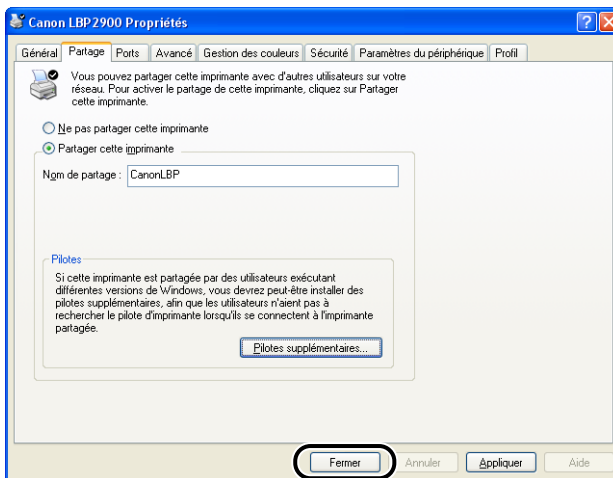 Canon LBP2900 Propriétés
Général Partage Ports Avancé Gestion des couleurs Sécurité Paramètres du périphérique Profil
Vous pouvez partager cette imprimante avec d'autres utilisateurs sur votre
réseau. Pour activer le partage de cette imprimante, cliquez sur Partager
cette imprimante.
Ne pas partager cette imprimante
Partager cette imprimante
Nom de partage : CanonLBP
Pilotes
Si cette imprimante est partagée par des utilisateurs exécutant
différentes versions de Windows, vous devrez peut-être installer des
pilotes supplémentaires, afin que les utilisateurs n'aient pas à
rechercher le pilote d'imprimante lorsqu'ils se connectent à l'imprimante
partagée.
Pilotes supplémentaires...
Fermer Annuler Appliquer Aide